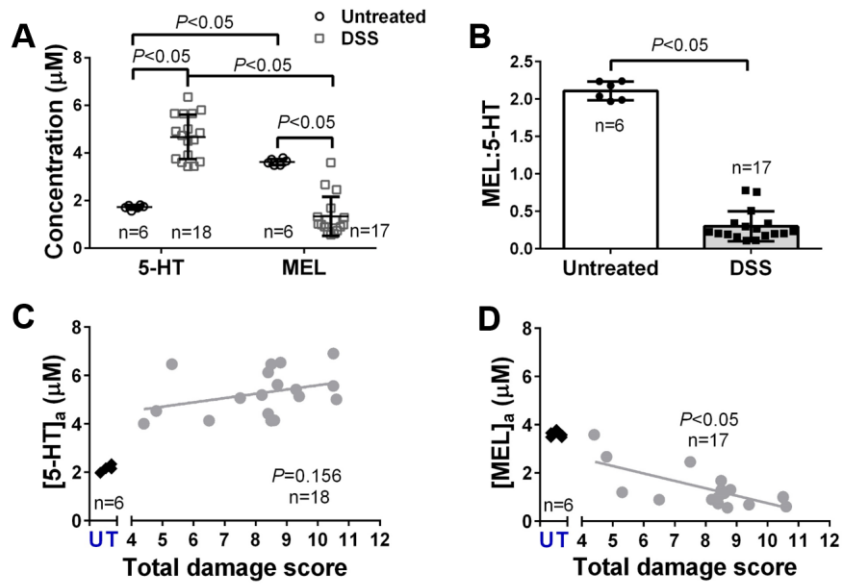 A
Untreated
DSS
P<0.05
P<0.05
P<0.05
P<0.05
Concentration (µM)
8
6
4
2
0
n=6
n=18
n=6
n=17
5-HT
MEL
B
P<0.05
MEL:5-HT
2.5
2.0
1.5
1.0
0.5
0.0
n=6
n=17
Untreated
DSS
C
[5-HT]a (µM)
8
6
4
2
0
n=6
P=0.156
n=18
UT 4 5 6 7 8 9 10 11 12
Total damage score
D
[MEL]a (µM)
8
6
4
2
0
P<0.05
n=17
n=6
UT 4 5 6 7 8 9 10 11 12
Total damage score